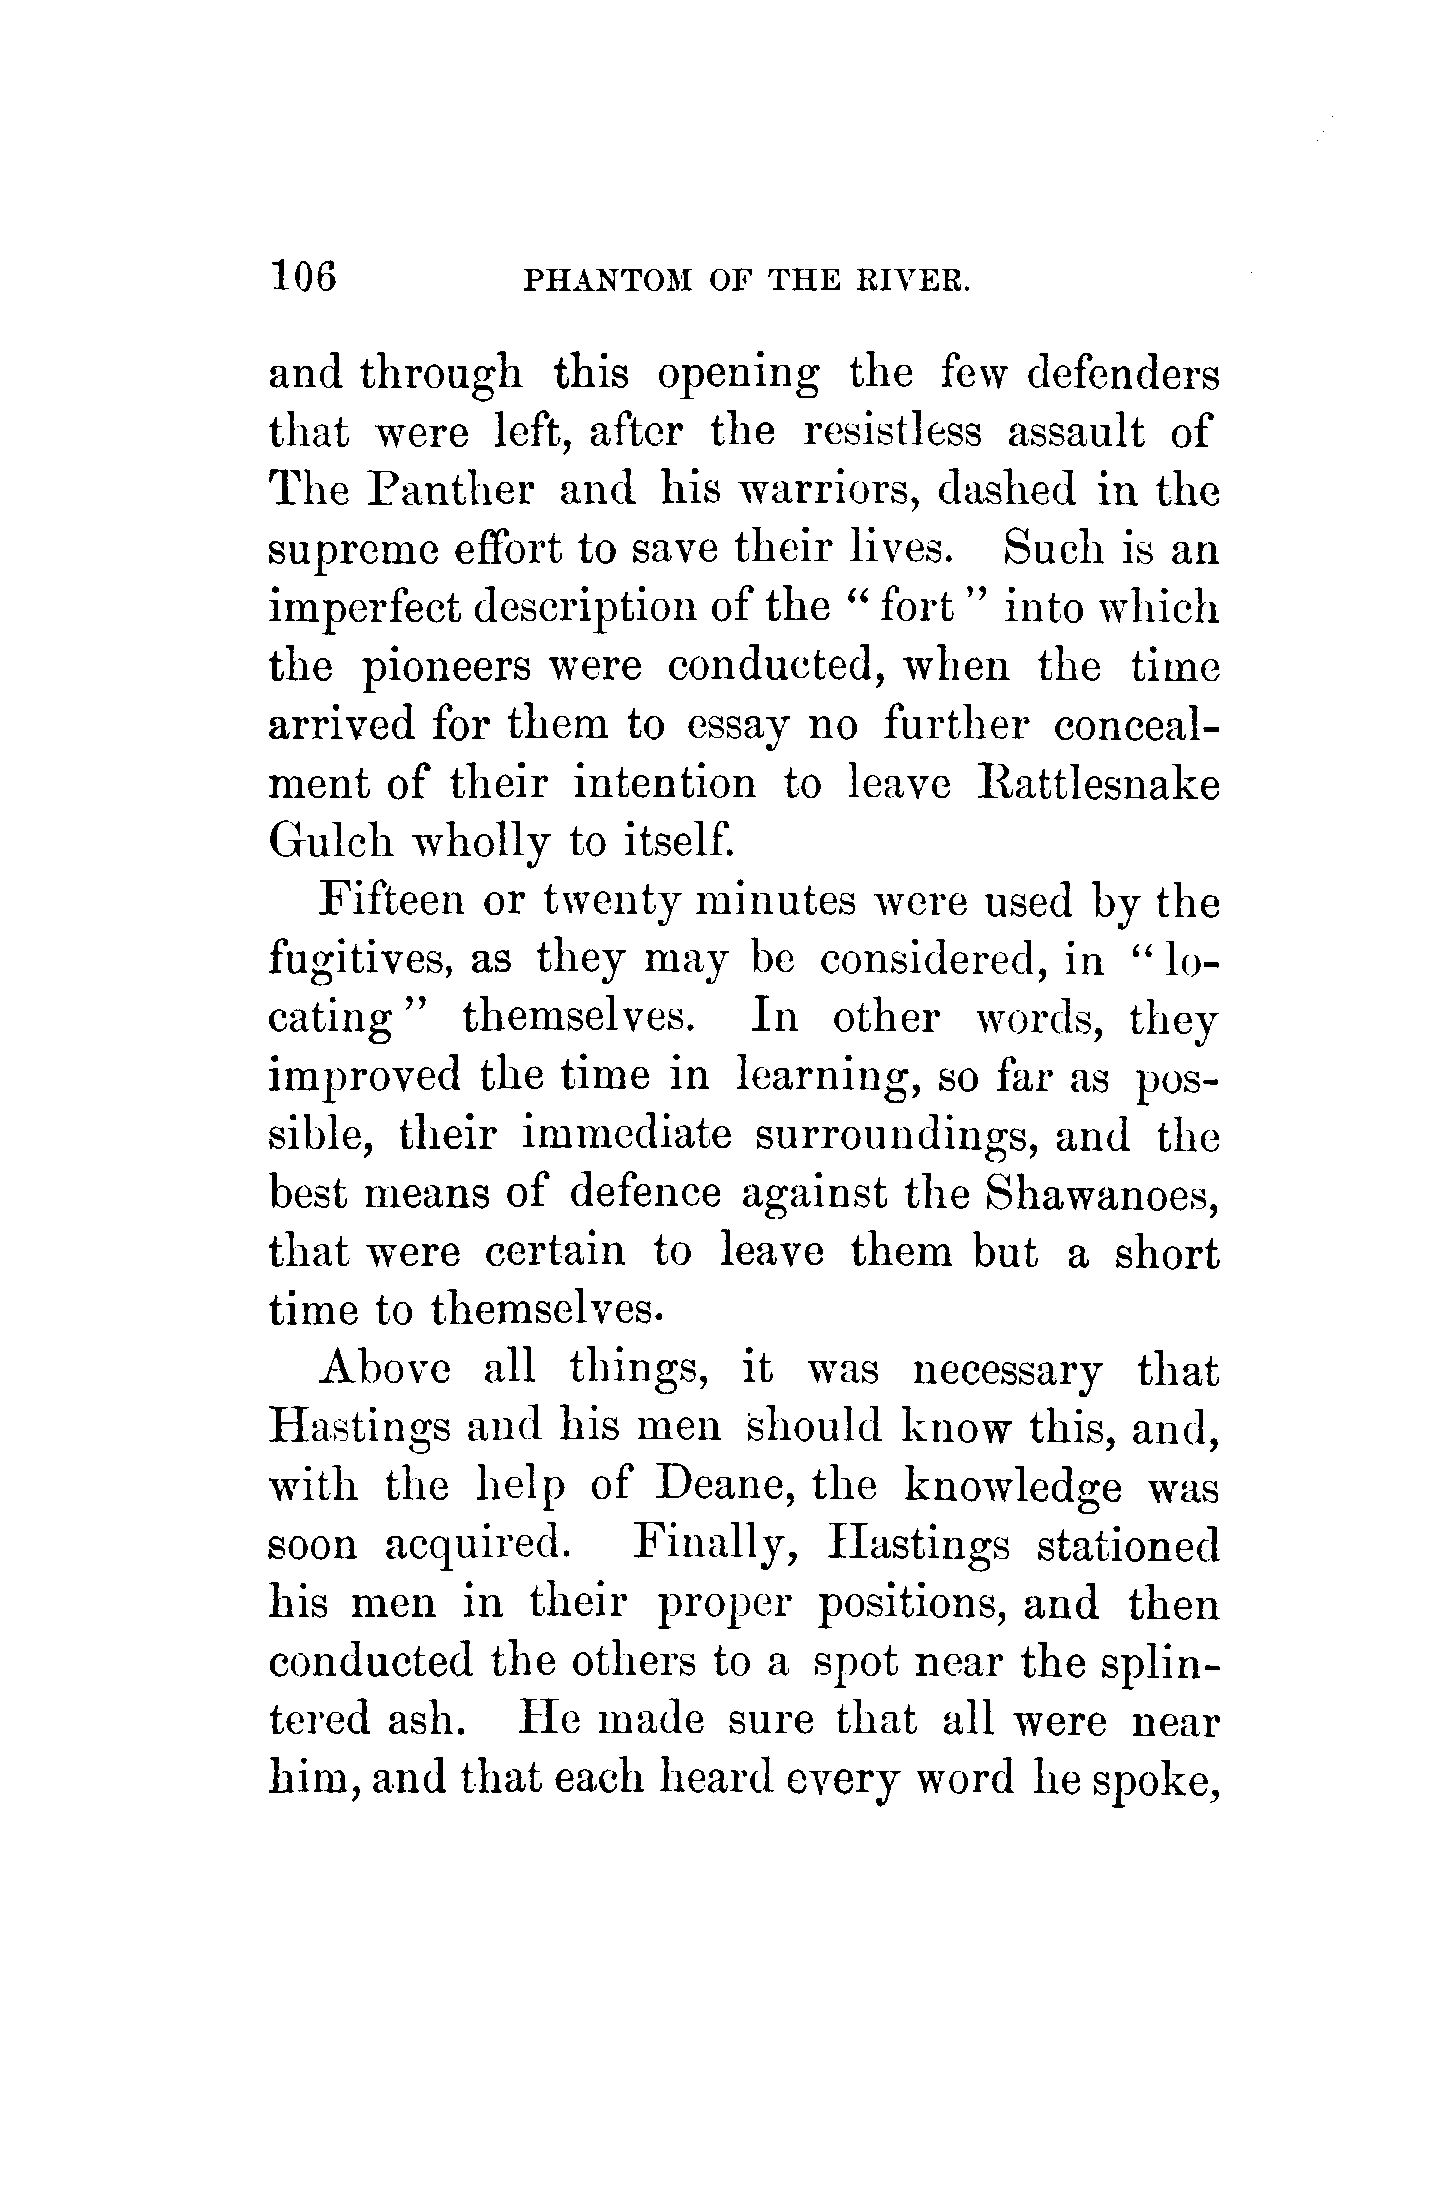 106 PHANTOM OF THE RIVER.
and through this opening the few defenders
that were left, after the resistless assault of
The Panther and his warriors, dashed in the
supreme effort to save their lives. Such is an
imperfect description of the “ fort ” into which
the pioneers were conducted, when the time
arrived for them to essay no further conceal-
ment of their intention to leave Rattlesnake
Gulch wholly to itself.
Fifteen or twenty minutes were used by the
fugitives, as they may be considered, in “ lo-
cating ” themselves. In other words, they
improved the time in learning, so far as pos-
sible, their immediate surroundings, and the
best means of defence against the Shawanoes,
that were certain to leave them but a short
time to themselves.
Above all things, it was necessary that
Hastings and his men should know this, and,
with the help of Deane, the knowledge was
soon acquired. Finally, Hastings stationed
his men in their proper positions, and then
conducted the others to a spot near the splin-
tered ash. He made sure that all were near
him, and that each heard every word he spoke,